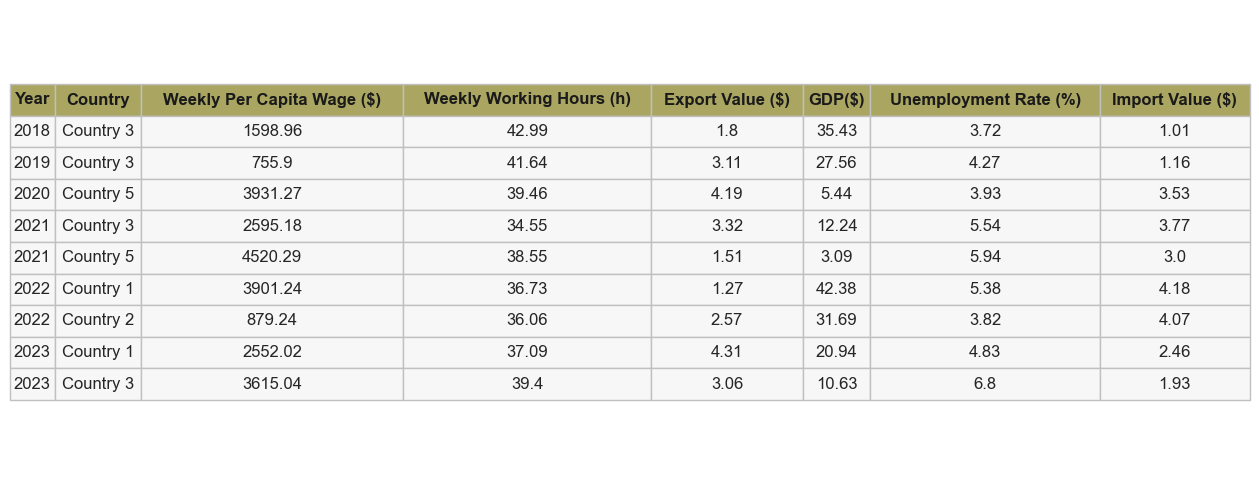 Year Country Weekly Per Capita Wage ($) Weekly Working Hours (h) Export Value ($) GDP($) Unemployment Rate (%) Import Value ($)
2018 Country 3 1598.96 42.99 1.8 35.43 3.72 1.01
2019 Country 3 755.9 41.64 3.11 27.56 4.27 1.16
2020 Country 5 3931.27 39.46 4.19 5.44 3.93 3.53
2021 Country 3 2595.18 34.55 3.32 12.24 5.54 3.77
2021 Country 5 4520.29 38.55 1.51 3.09 5.94 3.0
2022 Country 1 3901.24 36.73 1.27 42.38 5.38 4.18
2022 Country 2 879.24 36.06 2.57 31.69 3.82 4.07
2023 Country 1 2552.02 37.09 4.31 20.94 4.83 2.46
2023 Country 3 3615.04 39.4 3.06 10.63 6.8 1.93